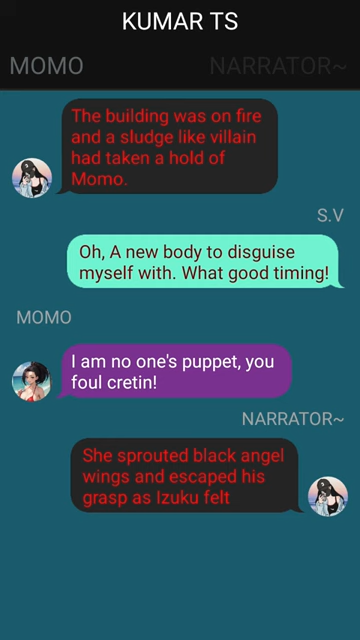 KUMAR TS
MOMO
NARRATOR~
The building was on fire
and a sludge like villain
had taken a hold of
Momo.
S.V
Oh, A new body to disguise
myself with. What good timing!
MOMO
I am no one's puppet, you
foul cretin!
NARRATOR~
She sprouted black angel
wings and escaped his
grasp as Izuku felt